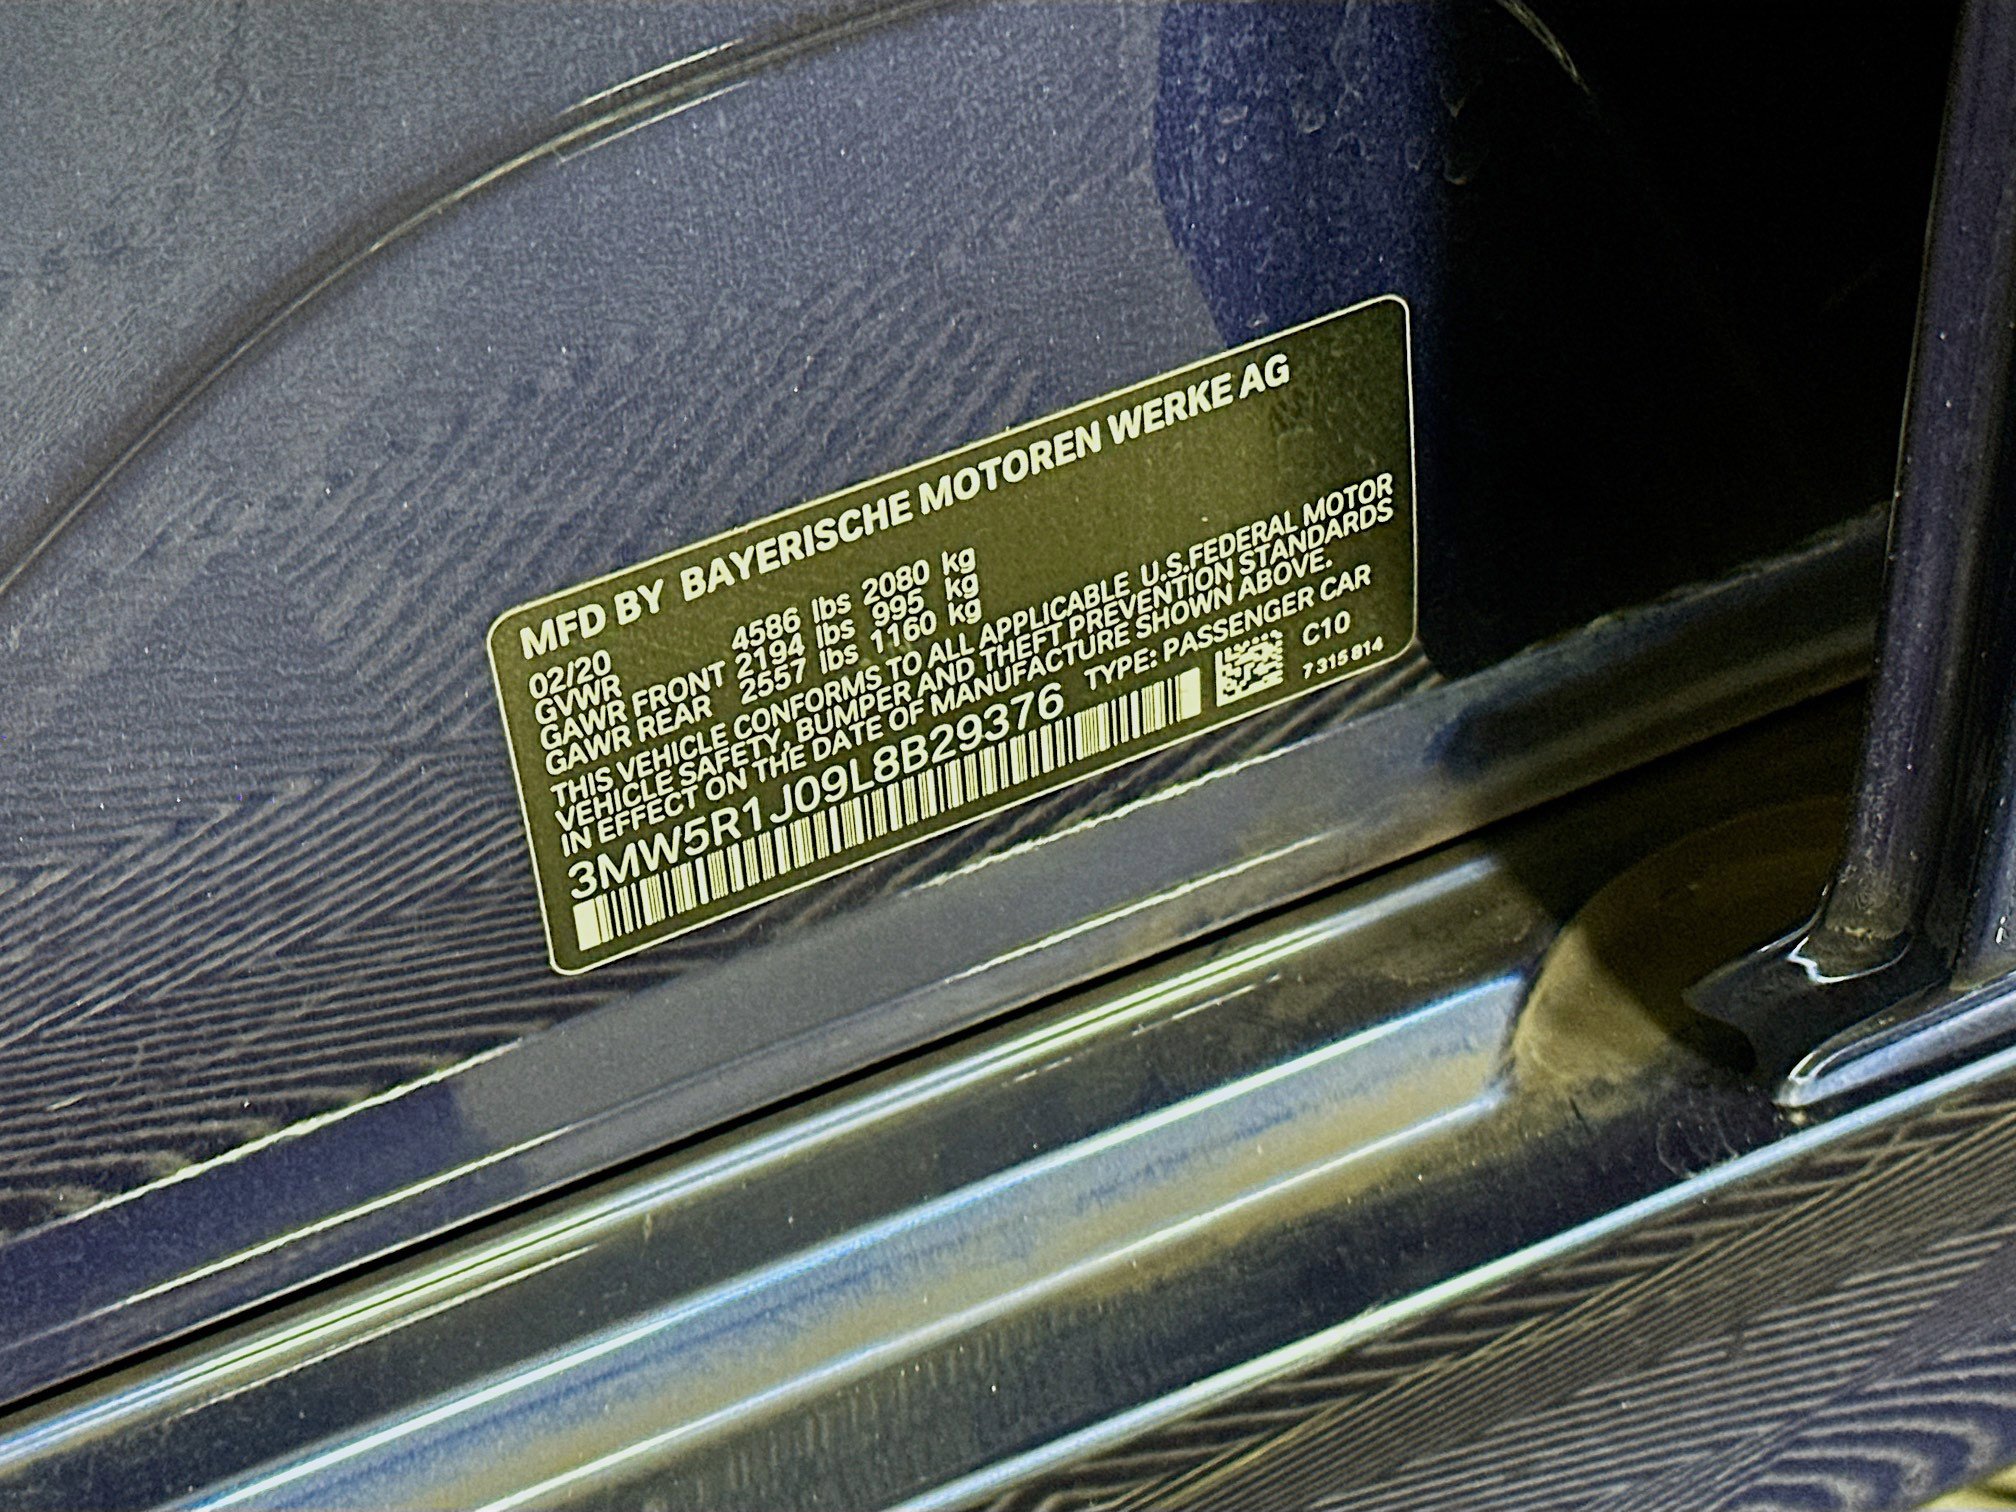 MFD BY BAYERISCHE MOTOREN WERKE AG
02/20
GVWR 4586 lbs 2080 kg
GAWR FRONT 2194 lbs 995 kg
GAWR REAR 2557 lbs 1160 kg
THIS VEHICLE CONFORMS TO ALL APPLICABLE U.S.FEDERAL MOTOR
VEHICLE SAFETY, BUMPER AND THEFT PREVENTION STANDARDS
IN EFFECT ON THE DATE OF MANUFACTURE SHOWN ABOVE.
3MW5R1J09L8B29376 TYPE: PASSENGER CAR
C10
7 315 814